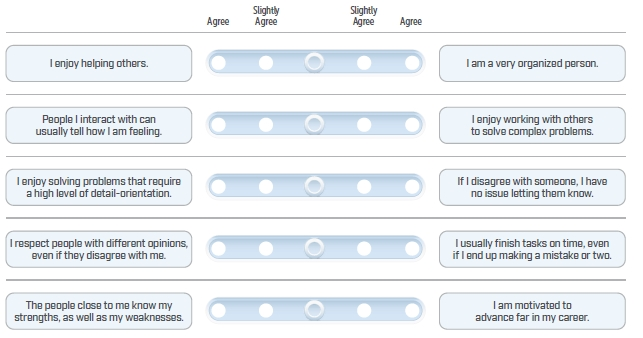 Agree
Slightly
Agree
Slightly
Agree
Agree
I enjoy helping others.
I am a very organized person.
People I interact with can
usually tell how I am feeling.
I enjoy working with others
to solve complex problems.
I enjoy solving problems that require
a high level of detail-orientation.
If I disagree with someone, I have
no issue letting them know.
I respect people with different opinions,
even if they disagree with me.
I usually finish tasks on time, even
if I end up making a mistake or two.
The people close to me know my
strengths, as well as my weaknesses.
I am motivated to
advance far in my career.